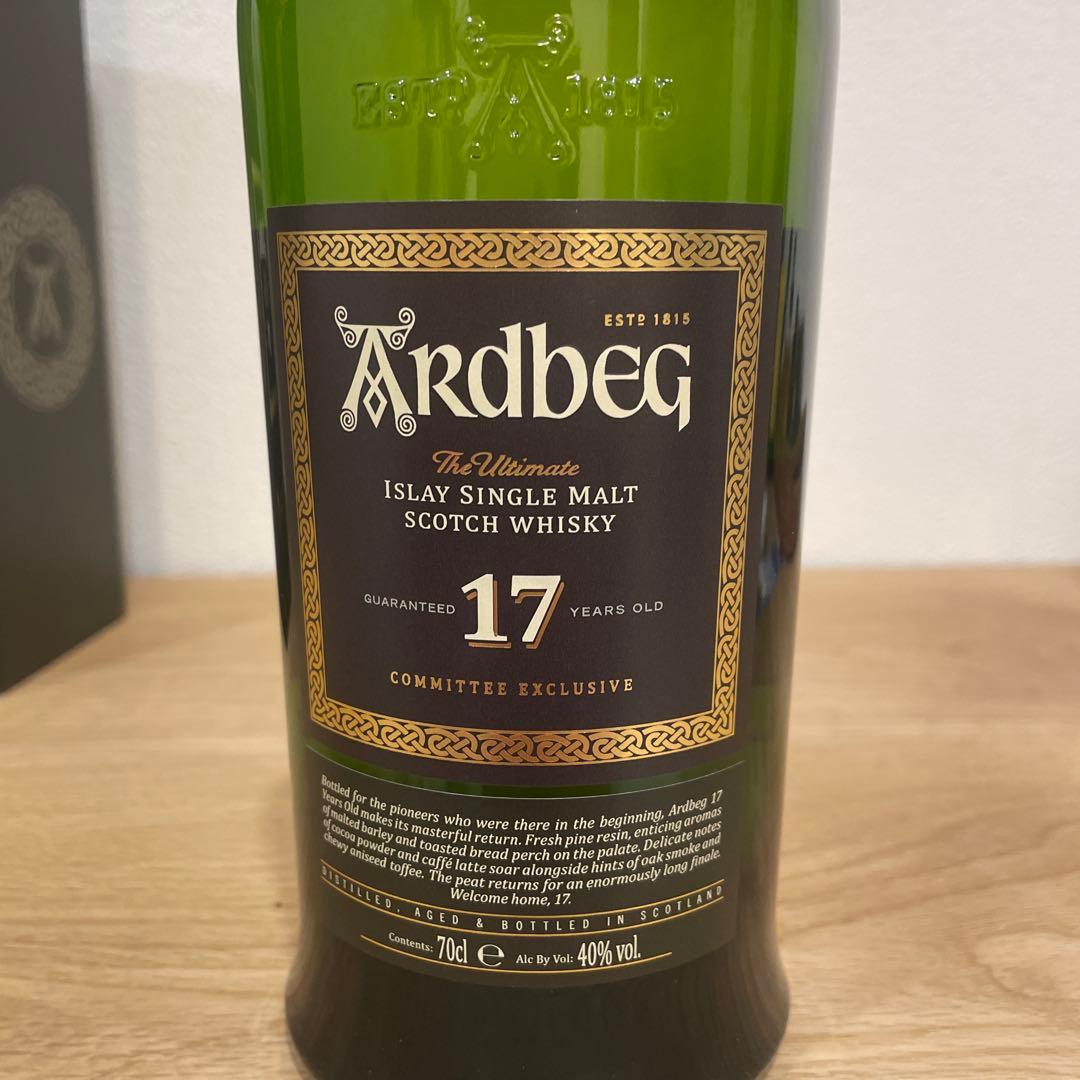 ESTD 1815
ESTD 1815
ARDBEG
The Ultimate
ISLAY SINGLE MALT
SCOTCH WHISKY
GUARANTEED 17 YEARS OLD
COMMITTEE EXCLUSIVE
Bottled for the pioneers who were there in the beginning, Ardbeg 17
Years Old makes its masterful return. Fresh pine resin, enticing aromas
of malted barley and toasted bread perch on the palate. Delicate notes
of cocoa powder and caffé latte soar alongside hints of oak smoke and
chewy aniseed toffee. The peat returns for an enormously long finale.
Welcome home, 17.
DISTILLED, AGED & BOTTLED IN SCOTLAND
Contents: 70cl e Alc By Vol: 40% vol.